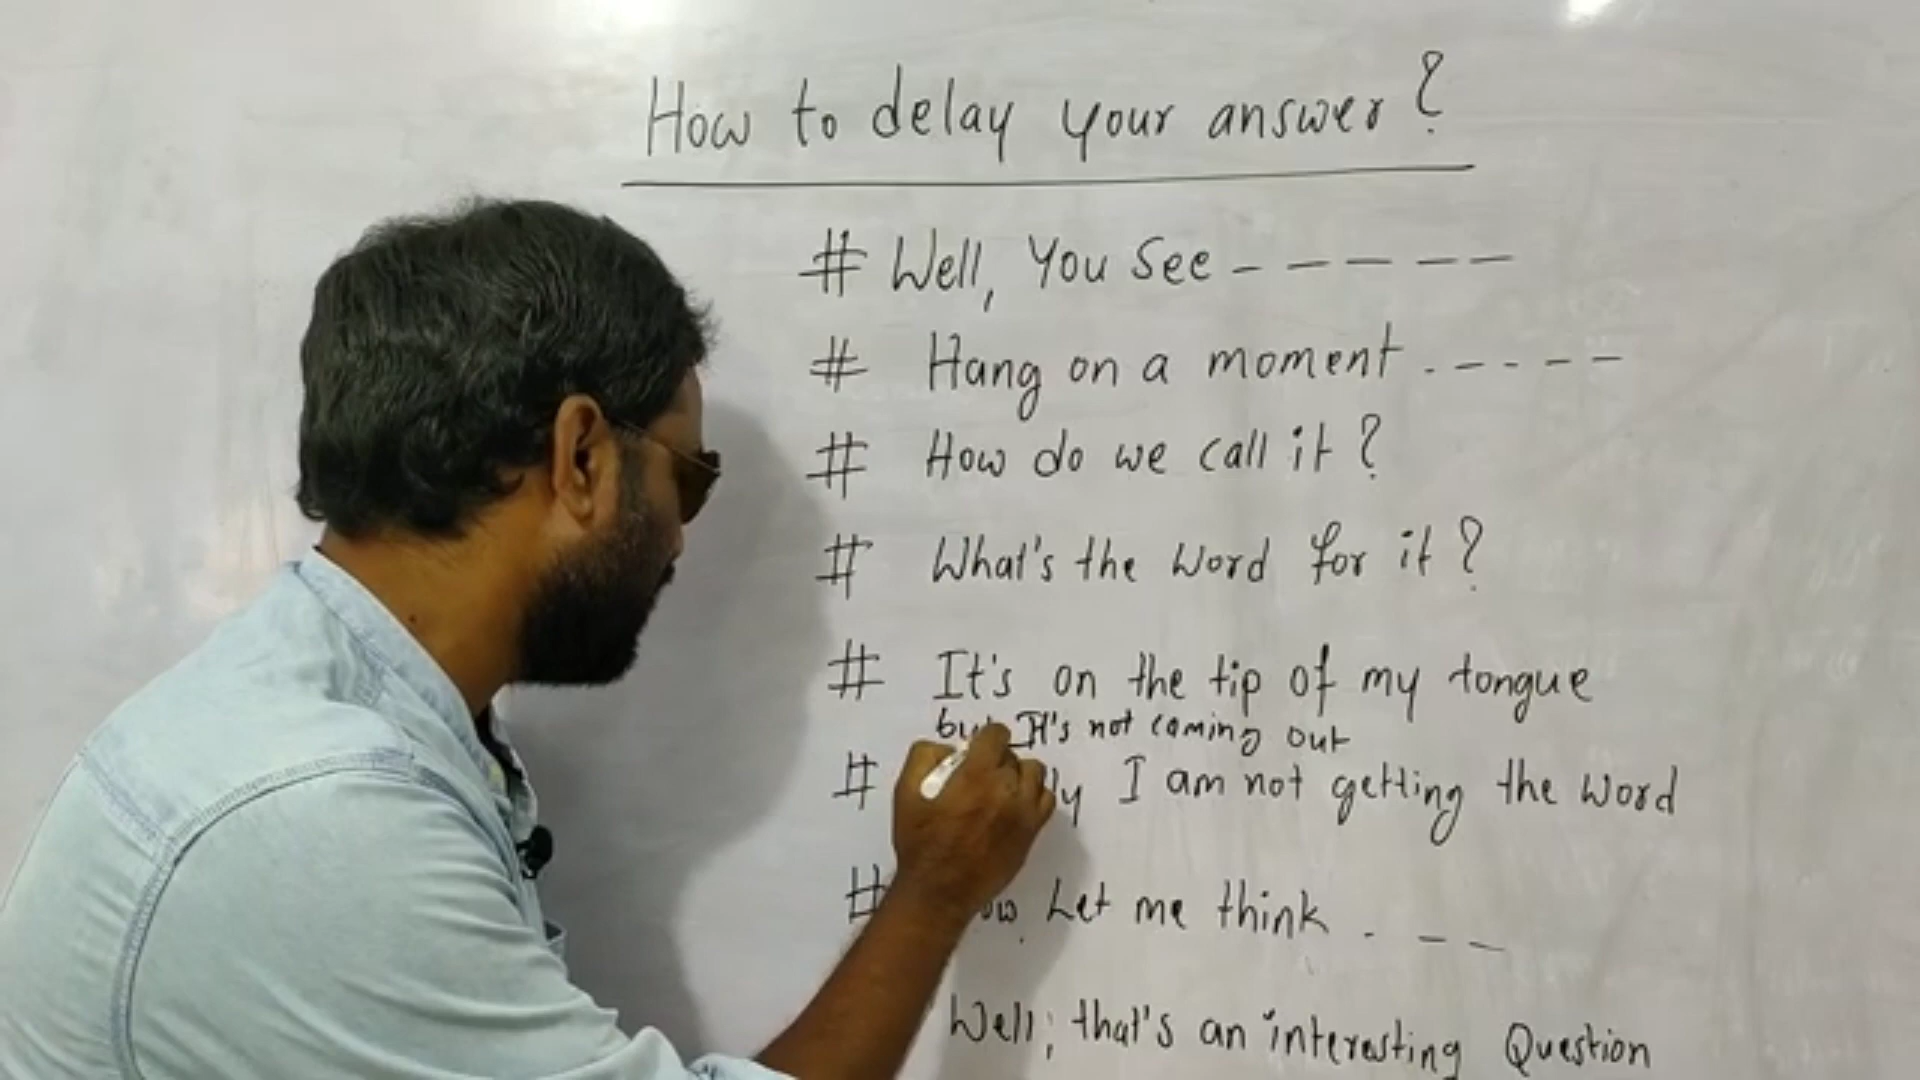 How to delay your answer?
# Well, You See - - - - -
# Hang on a moment . - - - -
# How do we call it?
# What's the word for it?
# It's on the tip of my tongue
but It's not coming out
# I am not getting the word
# Let me think . - -
Well, that's an interesting Question